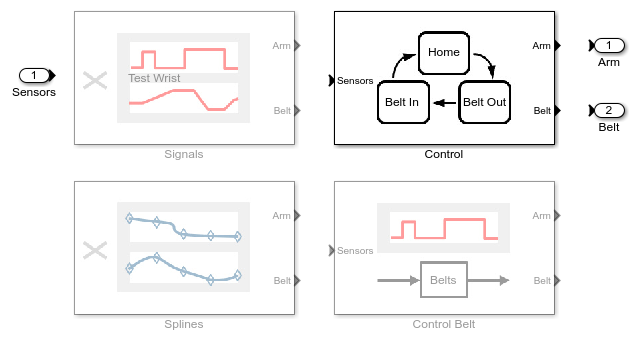 1
Sensors
Test Wrist
Arm
Belt
Signals
Sensors
Home
Belt In
Belt Out
Arm
Belt
Control
1
Arm
2
Belt
Arm
Belt
Splines
Sensors
Belts
Arm
Belt
Control Belt